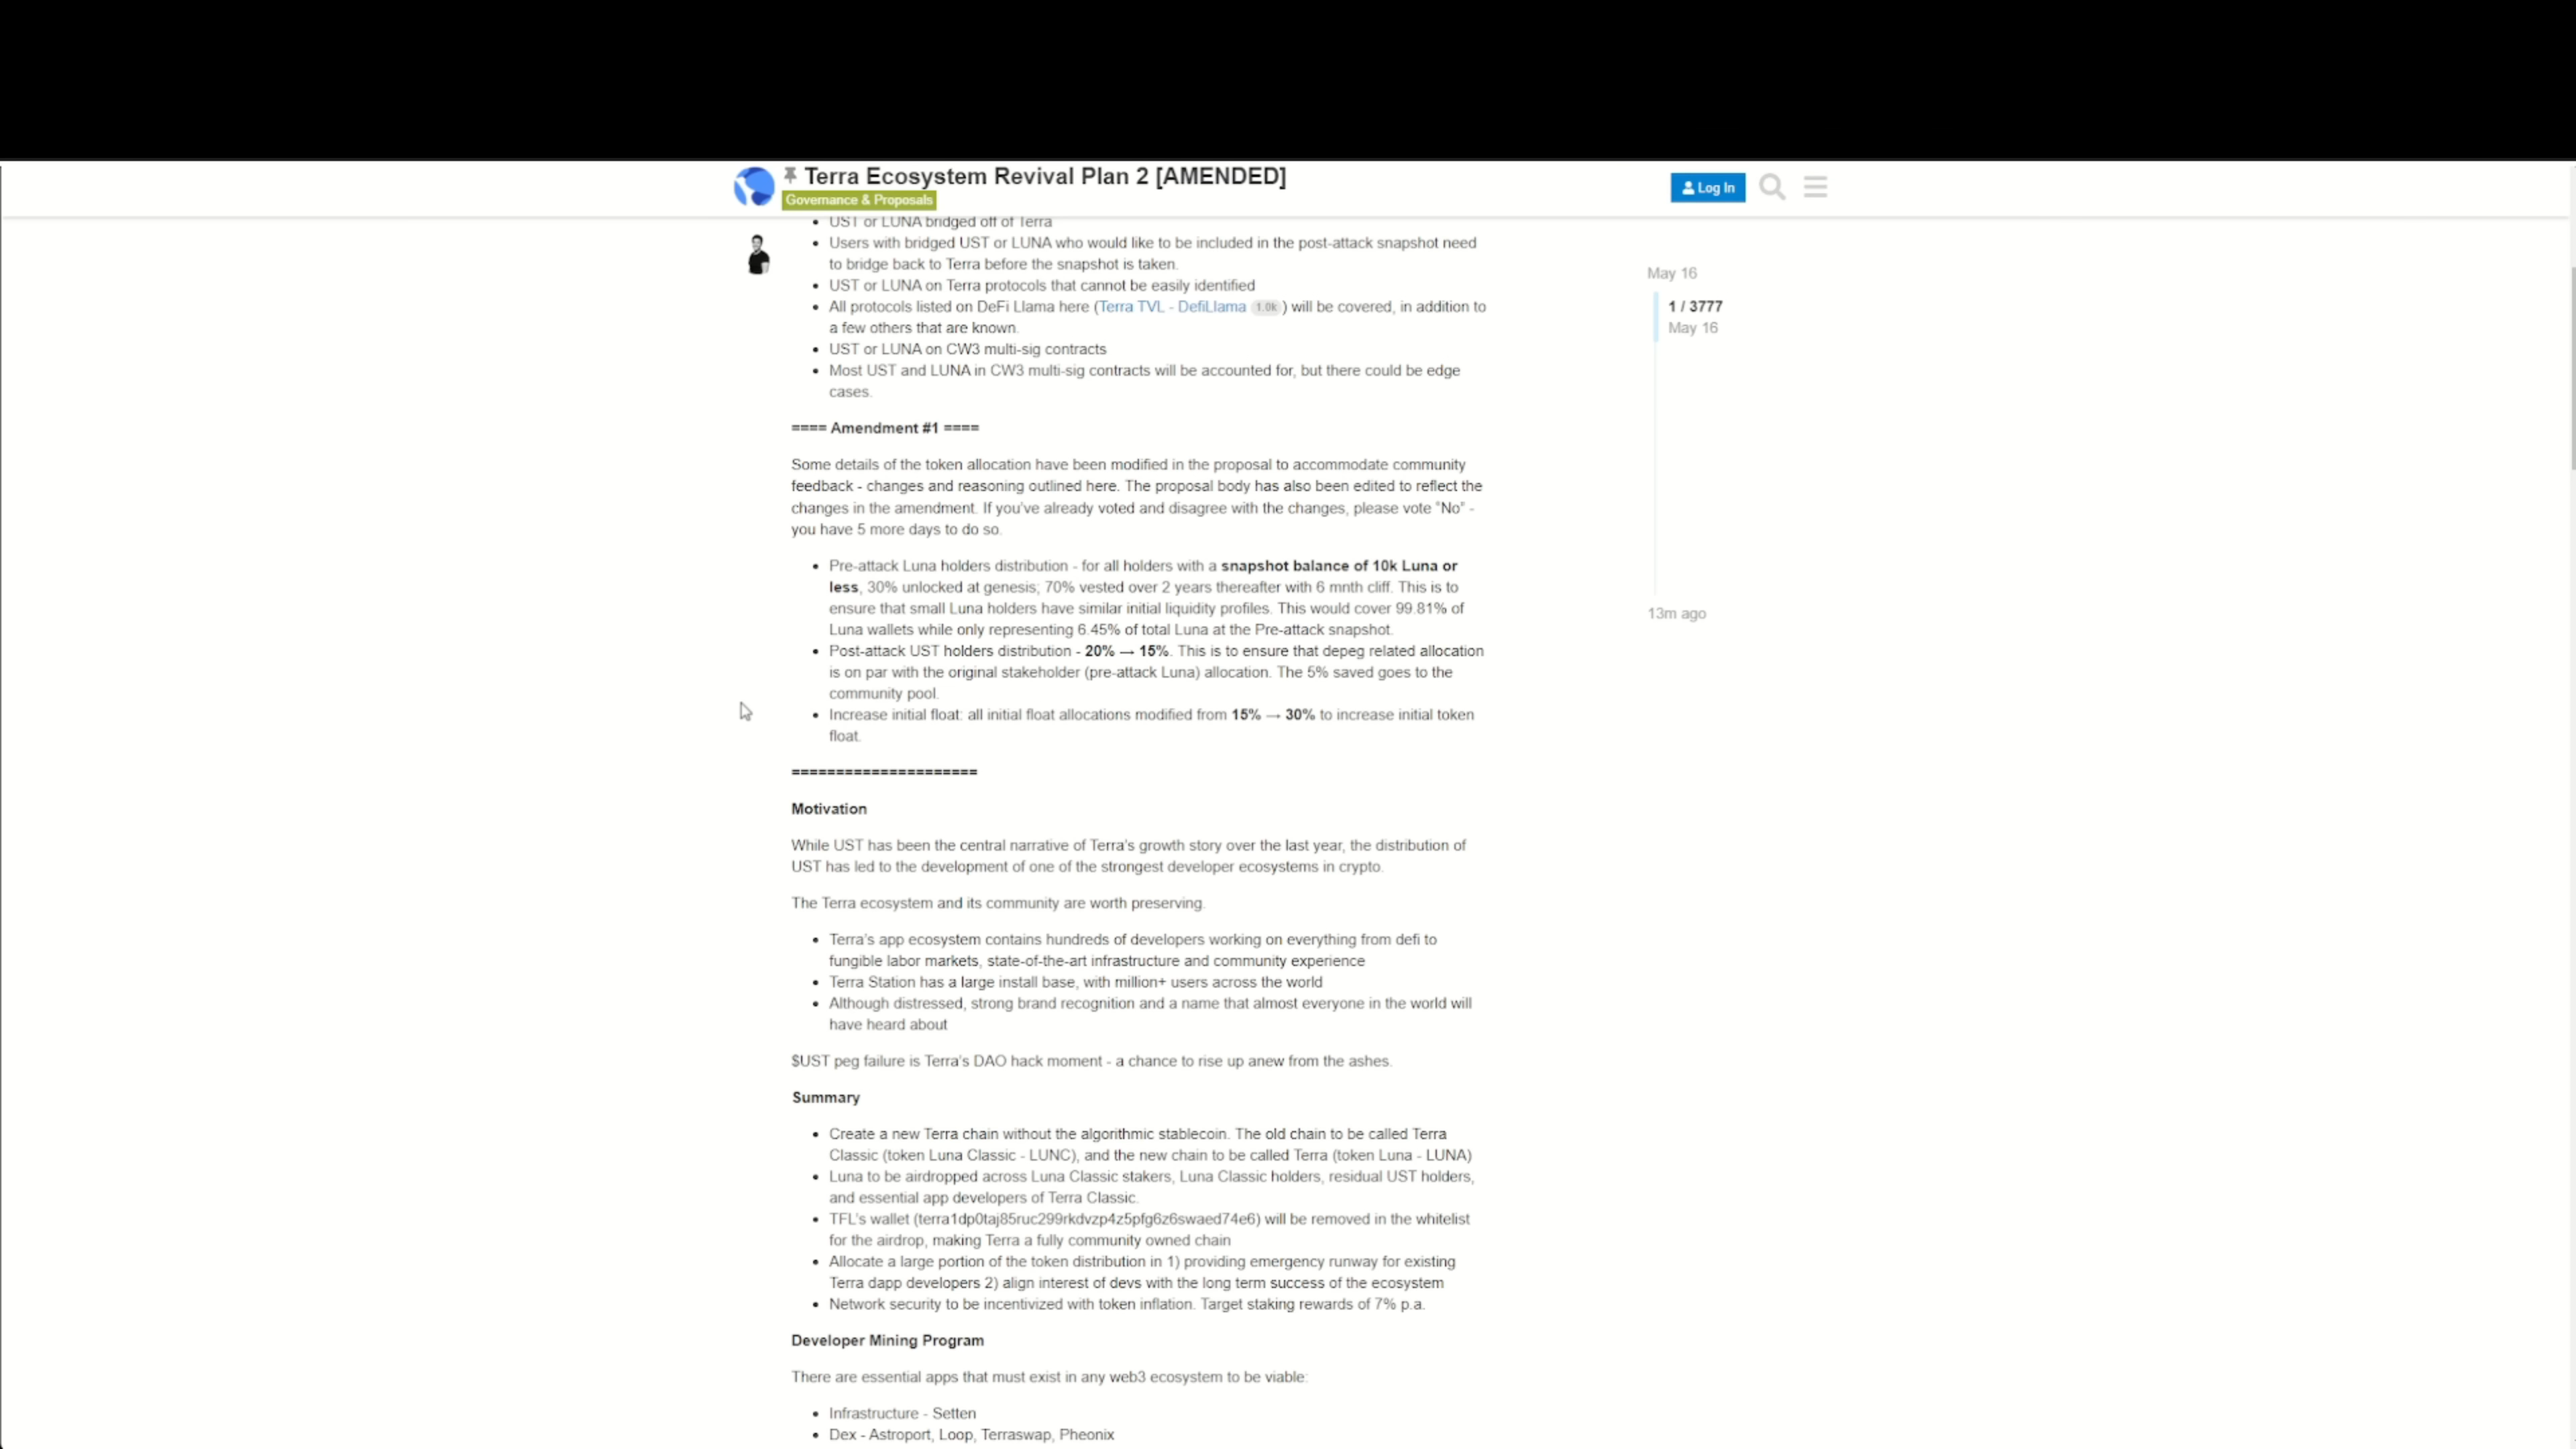 Terra Ecosystem Revival Plan 2 [AMENDED]
Governance & Proposals
Log In
UST or LUNA bridged off of Terra
Users with bridged UST or LUNA who would like to be included in the post-attack snapshot need
to bridge back to Terra before the snapshot is taken.
UST or LUNA on Terra protocols that cannot be easily identified
All protocols listed on DeFi Llama here (Terra TVL - DefiLlama 1.0k ) will be covered, in addition to
a few others that are known.
UST or LUNA on CW3 multi-sig contracts
Most UST and LUNA in CW3 multi-sig contracts will be accounted for, but there could be edge
cases.
==== Amendment #1 ====
Some details of the token allocation have been modified in the proposal to accommodate community
feedback - changes and reasoning outlined here. The proposal body has also been edited to reflect the
changes in the amendment. If you've already voted and disagree with the changes, please vote "No" -
you have 5 more days to do so.
Pre-attack Luna holders distribution - for all holders with a snapshot balance of 10k Luna or
less, 30% unlocked at genesis; 70% vested over 2 years thereafter with 6 mnth cliff. This is to
ensure that small Luna holders have similar initial liquidity profiles. This would cover 99.81% of
Luna wallets while only representing 6.45% of total Luna at the Pre-attack snapshot.
Post-attack UST holders distribution - 20% → 15%. This is to ensure that depeg related allocation
is on par with the original stakeholder (pre-attack Luna) allocation. The 5% saved goes to the
community pool.
Increase initial float: all initial float allocations modified from 15% → 30% to increase initial token
float.
=====================
Motivation
While UST has been the central narrative of Terra's growth story over the last year, the distribution of
UST has led to the development of one of the strongest developer ecosystems in crypto.
The Terra ecosystem and its community are worth preserving.
Terra's app ecosystem contains hundreds of developers working on everything from defi to
fungible labor markets, state-of-the-art infrastructure and community experience
Terra Station has a large install base, with million+ users across the world
Although distressed, strong brand recognition and a name that almost everyone in the world will
have heard about
$UST peg failure is Terra's DAO hack moment - a chance to rise up anew from the ashes.
Summary
Create a new Terra chain without the algorithmic stablecoin. The old chain to be called Terra
Classic (token Luna Classic - LUNC), and the new chain to be called Terra (token Luna - LUNA)
Luna to be airdropped across Luna Classic stakers, Luna Classic holders, residual UST holders,
and essential app developers of Terra Classic.
TFL's wallet (terra1dp0taj85ruc299rkdvzp4z5pfg6z6swaed74e6) will be removed in the whitelist
for the airdrop, making Terra a fully community owned chain
Allocate a large portion of the token distribution in 1) providing emergency runway for existing
Terra dapp developers 2) align interest of devs with the long term success of the ecosystem
Network security to be incentivized with token inflation. Target staking rewards of 7% p.a.
Developer Mining Program
There are essential apps that must exist in any web3 ecosystem to be viable:
Infrastructure - Setten
Dex - Astroport, Loop, Terraswap, Pheonix
May 16
1 / 3777
May 16
13m ago